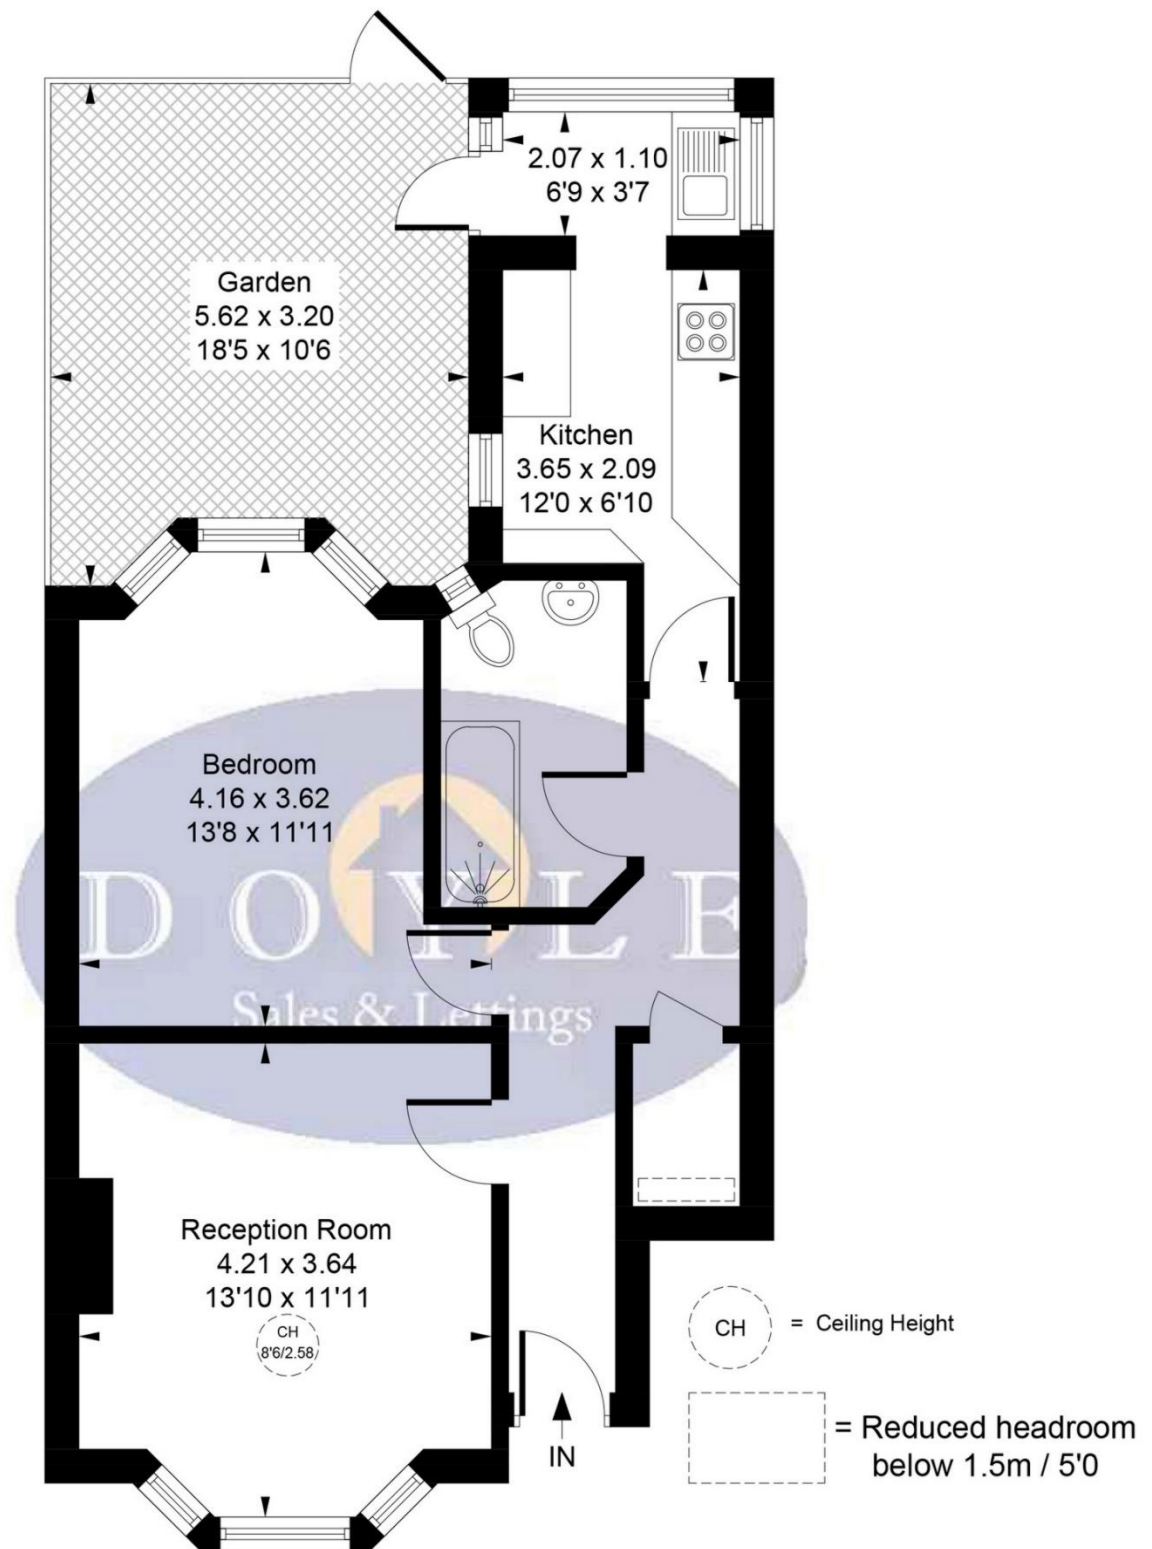 2.07 x 1.10
6'9 x 3'7
Garden
5.62 x 3.20
18'5 x 10'6
Kitchen
3.65 x 2.09
12'0 x 6'10
Bedroom
4.16 x 3.62
13'8 x 11'11
DOYLE
Sales & Lettings
Reception Room
4.21 x 3.64
13'10 x 11'11
CH
8'6/2.58
CH = Ceiling Height
IN
= Reduced headroom
below 1.5m / 5'0